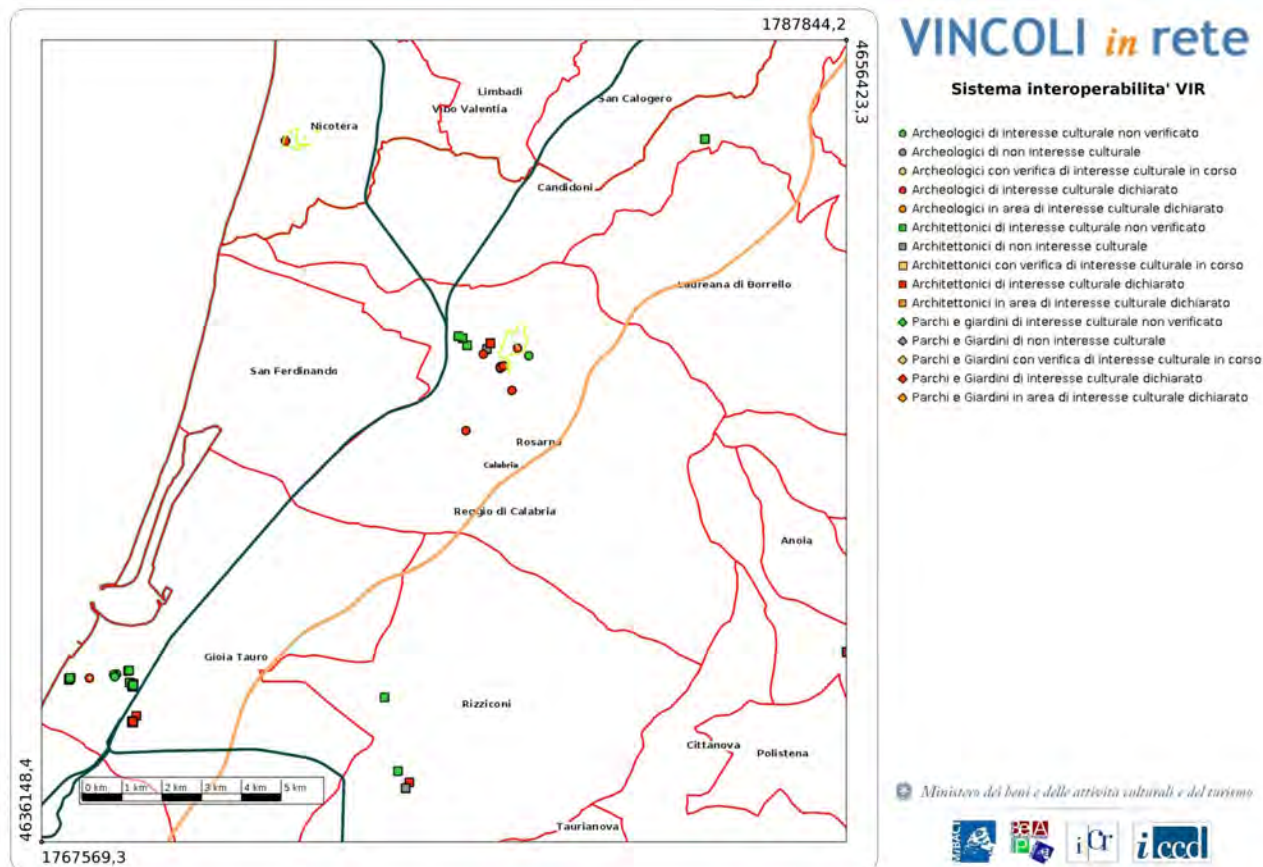 1787844,2
4656423,3
Limbadi
Vibo Valentia
San Calogero
Nicotera
Candidoni
Laureana di Borrello
San Ferdinando
Rosarno
Calabria
Reggio di Calabria
Anoia
Gioia Tauro
Rizziconi
Cittanova
Polistena
Taurianova
0 km 1 km 2 km 3 km 4 km 5 km
4636148,4
1767569,3
VINCOLI in rete
Sistema interoperabilita' VIR
Archeologici di interesse culturale non verificato
Archeologici di non interesse culturale
Archeologici con verifica di interesse culturale in corso
Archeologici di interesse culturale dichiarato
Archeologici in area di interesse culturale dichiarato
Architettonici di interesse culturale non verificato
Architettonici di non interesse culturale
Architettonici con verifica di interesse culturale in corso
Architettonici di interesse culturale dichiarato
Architettonici in area di interesse culturale dichiarato
Parchi e giardini di interesse culturale non verificato
Parchi e Giardini di non interesse culturale
Parchi e Giardini con verifica di interesse culturale in corso
Parchi e Giardini di interesse culturale dichiarato
Parchi e Giardini in area di interesse culturale dichiarato
Ministero dei beni e delle attività culturali e del turismo
MiBACT
iCr
iccd